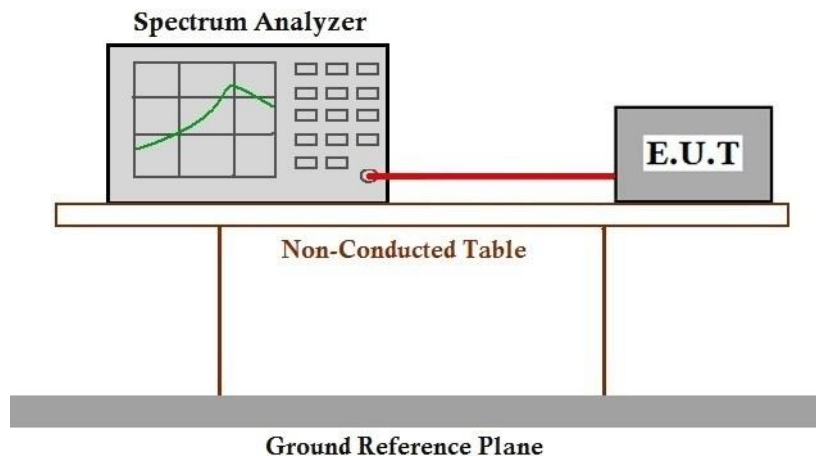 Spectrum Analyzer
E.U.T
Non-Conducted Table
Ground Reference Plane